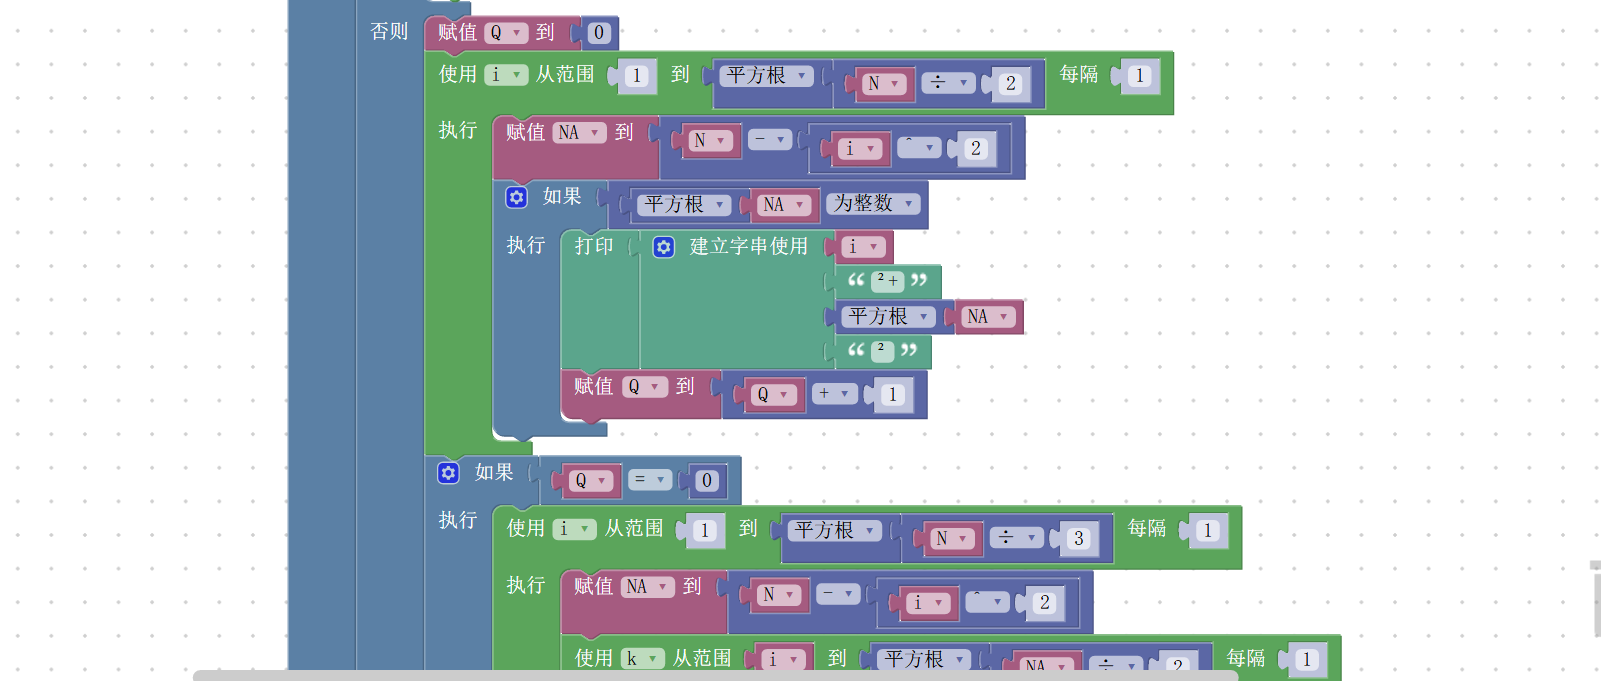 否则 赋值 Q 到 0
使用 i 从范围 1 到 平方根 N ÷ 2 每隔 1
执行 赋值 NA 到 N - i ^ 2
如果 平方根 NA 为整数
执行 打印 建立字串使用 i
“ ²+ ”
平方根 NA
“ ² ”
赋值 Q 到 Q + 1
如果 Q = 0
执行 使用 i 从范围 1 到 平方根 N ÷ 3 每隔 1
执行 赋值 NA 到 N - i ^ 2
使用 k 从范围 i 到 平方根 NA ÷ 2 每隔 1